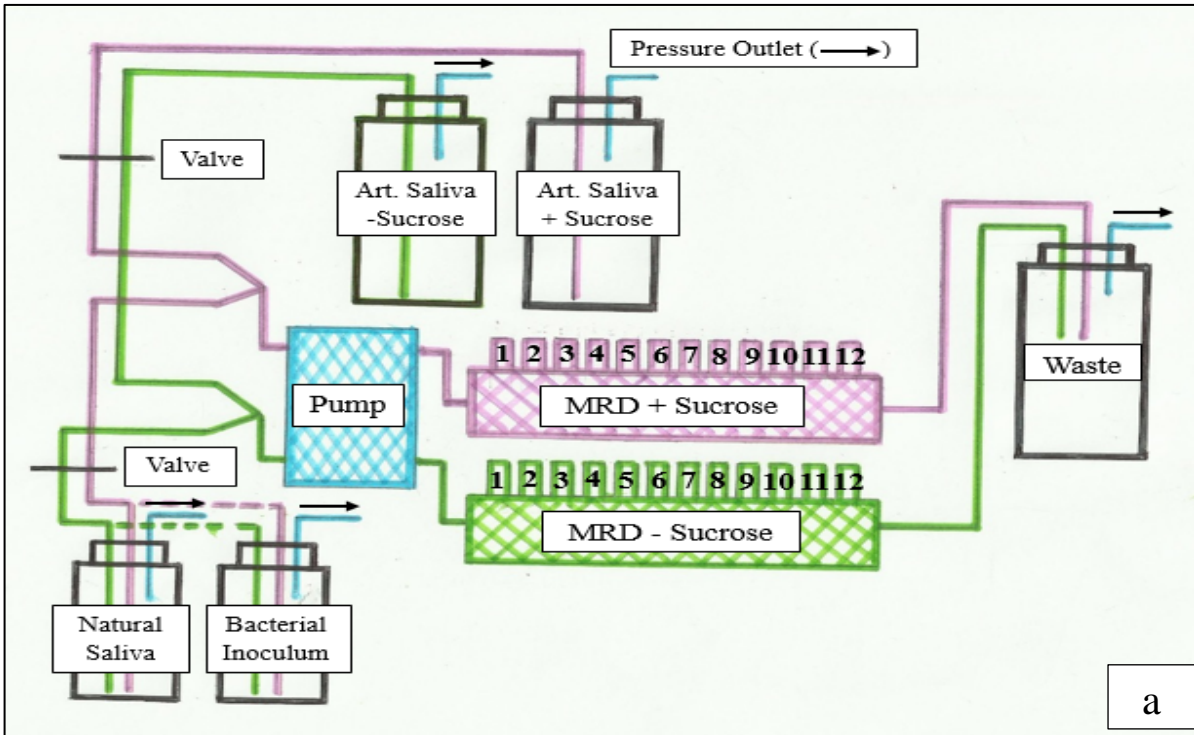 Pressure Outlet (→)
Valve
Art. Saliva
-Sucrose
Art. Saliva
+ Sucrose
1 2 3 4 5 6 7 8 9 10 11 12
MRD + Sucrose
Pump
Waste
Valve
1 2 3 4 5 6 7 8 9 10 11 12
MRD - Sucrose
Natural
Saliva
Bacterial
Inoculum
a